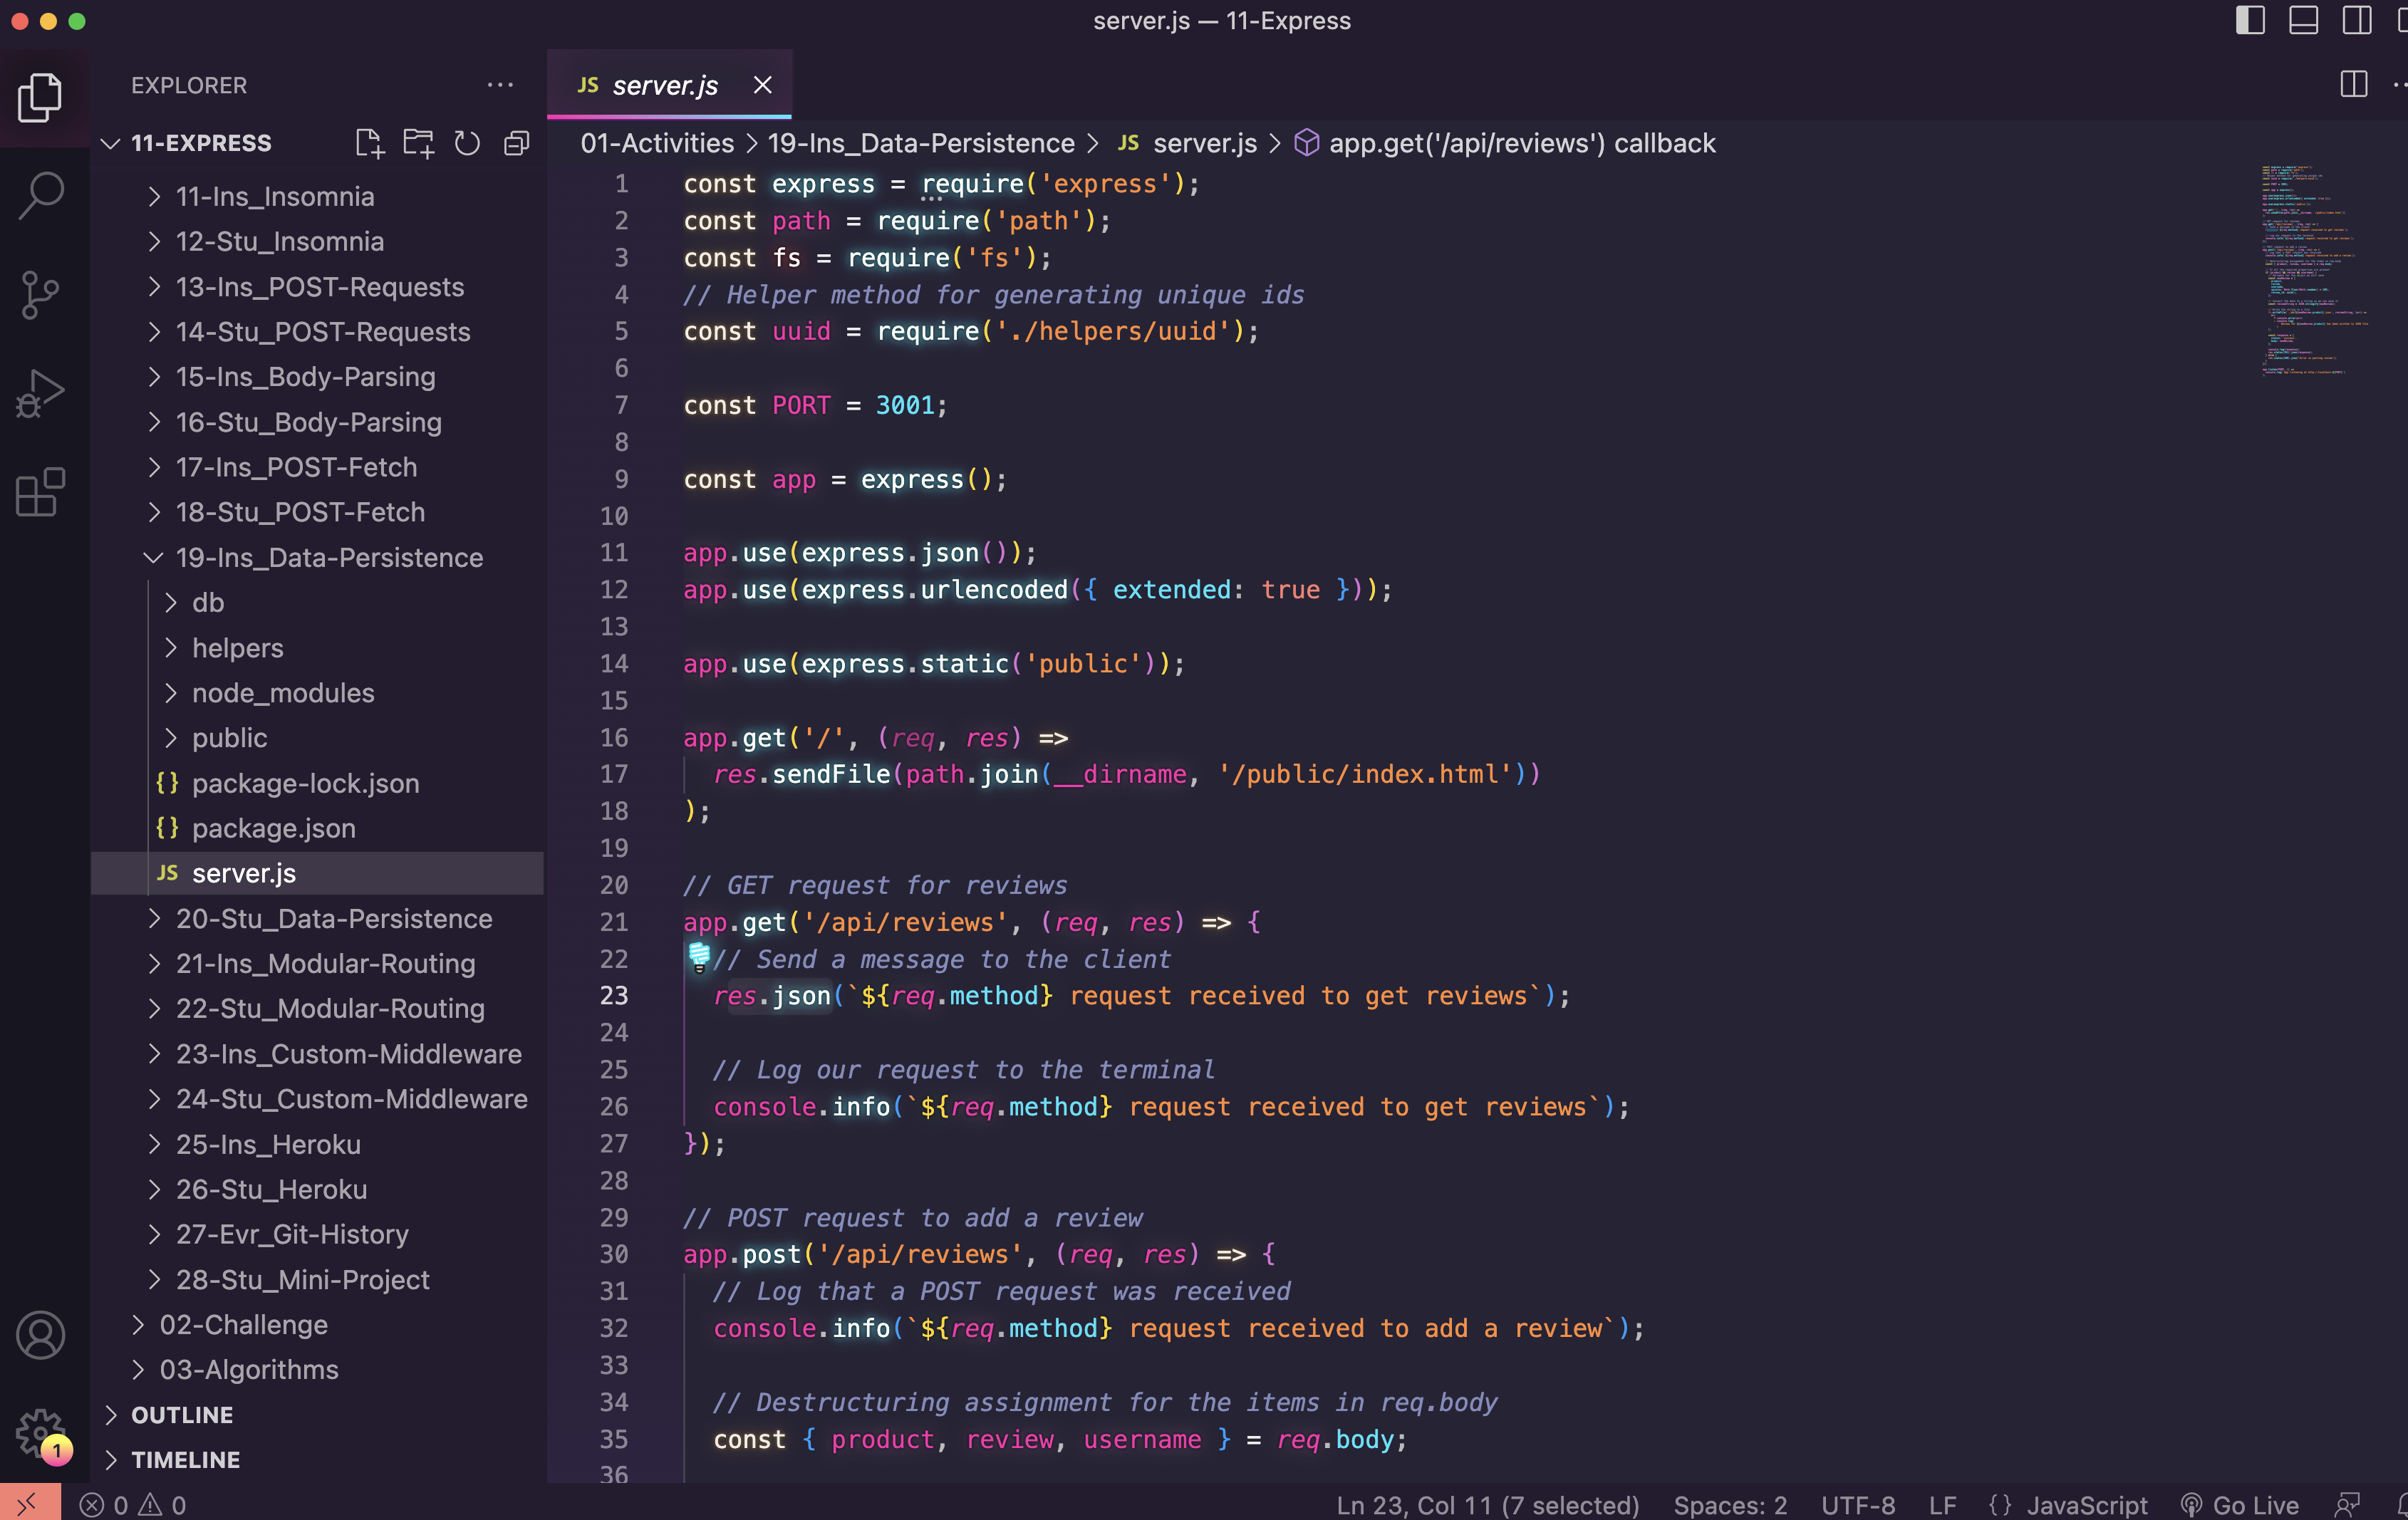 server.js — 11-Express
EXPLORER
11-EXPRESS
11-Ins_Insomnia
12-Stu_Insomnia
13-Ins_POST-Requests
14-Stu_POST-Requests
15-Ins_Body-Parsing
16-Stu_Body-Parsing
17-Ins_POST-Fetch
18-Stu_POST-Fetch
19-Ins_Data-Persistence
db
helpers
node_modules
public
{} package-lock.json
{} package.json
JS server.js
20-Stu_Data-Persistence
21-Ins_Modular-Routing
22-Stu_Modular-Routing
23-Ins_Custom-Middleware
24-Stu_Custom-Middleware
25-Ins_Heroku
26-Stu_Heroku
27-Evr_Git-History
28-Stu_Mini-Project
02-Challenge
03-Algorithms
OUTLINE
TIMELINE
1
JS server.js
01-Activities > 19-Ins_Data-Persistence > JS server.js > app.get('/api/reviews') callback
1 const express = require('express');
2 const path = require('path');
3 const fs = require('fs');
4 // Helper method for generating unique ids
5 const uuid = require('./helpers/uuid');
6
7 const PORT = 3001;
8
9 const app = express();
10
11 app.use(express.json());
12 app.use(express.urlencoded({ extended: true }));
13
14 app.use(express.static('public'));
15
16 app.get('/', (req, res) =>
17 res.sendFile(path.join(__dirname, '/public/index.html'))
18 );
19
20 // GET request for reviews
21 app.get('/api/reviews', (req, res) => {
22 // Send a message to the client
23 res.json(`${req.method} request received to get reviews`);
24
25 // Log our request to the terminal
26 console.info(`${req.method} request received to get reviews`);
27 });
28
29 // POST request to add a review
30 app.post('/api/reviews', (req, res) => {
31 // Log that a POST request was received
32 console.info(`${req.method} request received to add a review`);
33
34 // Destructuring assignment for the items in req.body
35 const { product, review, username } = req.body;
36
0 0
Ln 23, Col 11 (7 selected) Spaces: 2 UTF-8 LF {} JavaScript Go Live